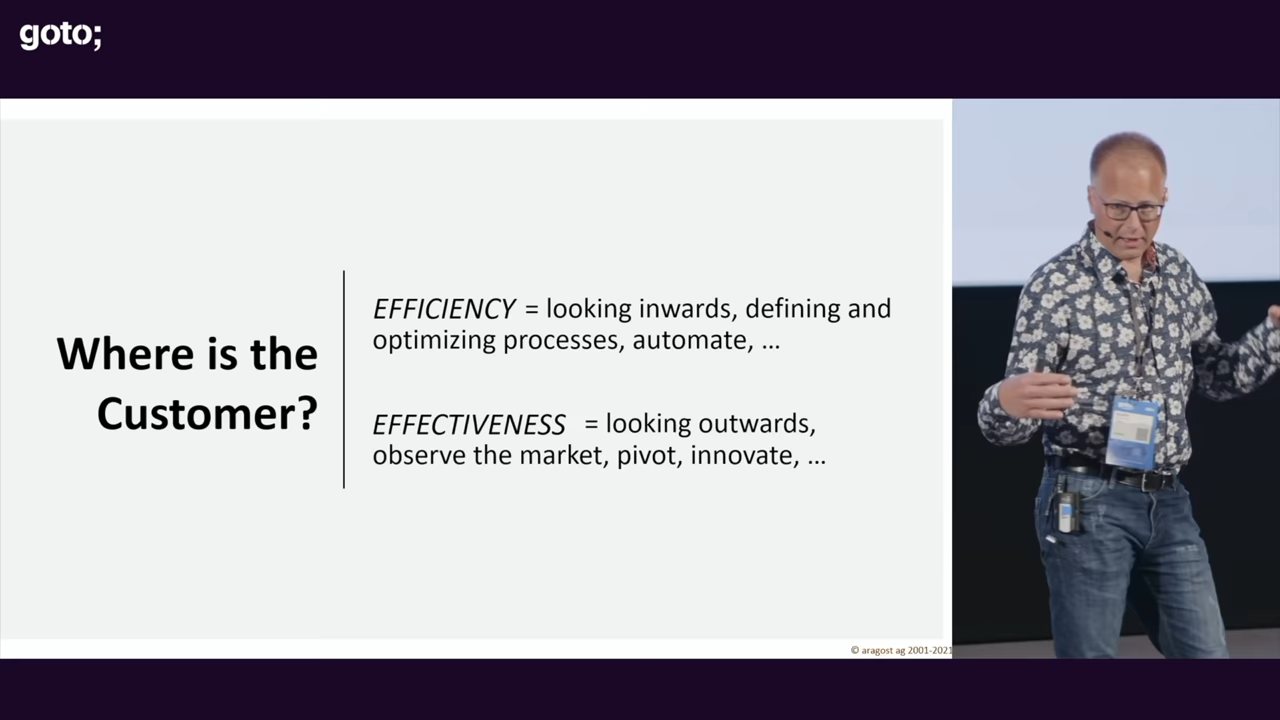 goto;
Where is the
Customer?
EFFICIENCY = looking inwards, defining and
optimizing processes, automate, ...
EFFECTIVENESS = looking outwards,
observe the market, pivot, innovate, ...
© aragost ag 2001-2021